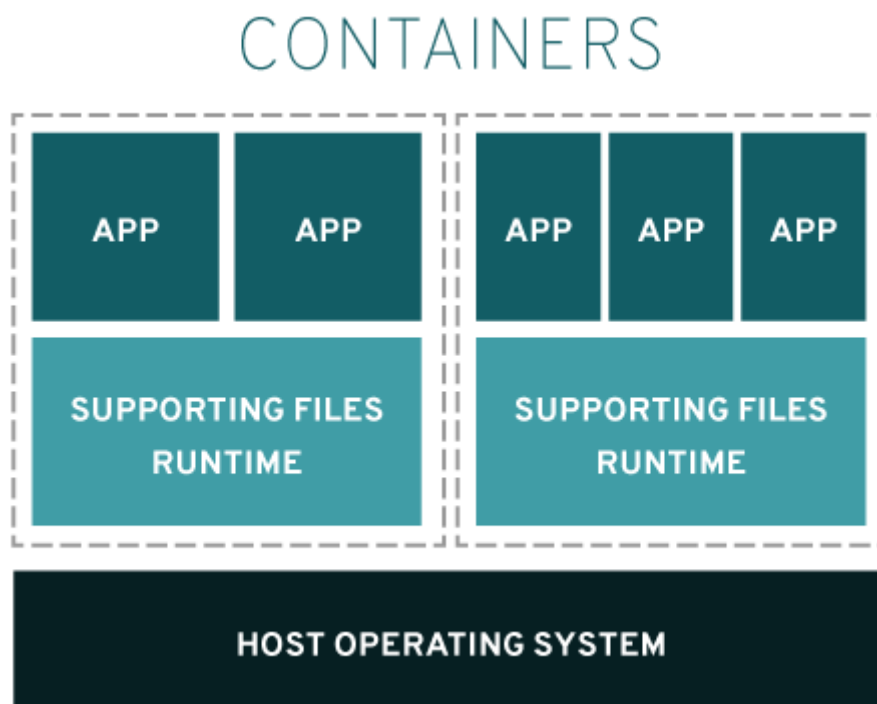 CONTAINERS
APP
APP
APP
APP
APP
SUPPORTING FILES
RUNTIME
SUPPORTING FILES
RUNTIME
HOST OPERATING SYSTEM